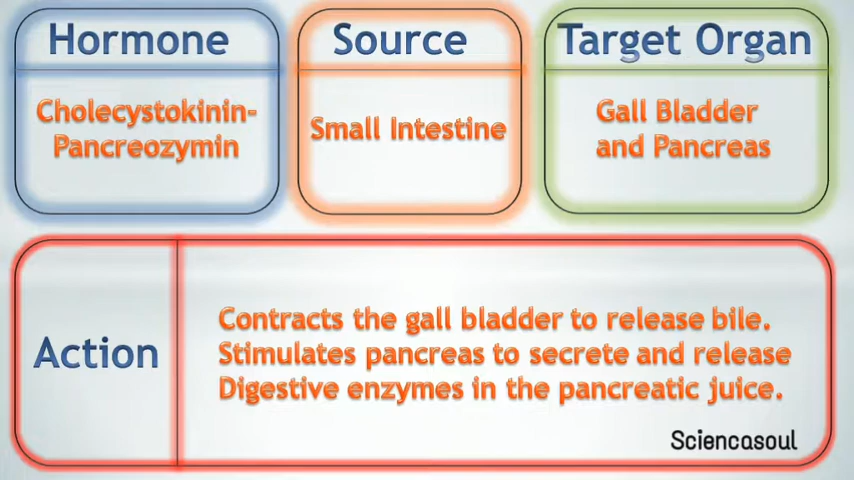 Hormone
Cholecystokinin-
Pancreozymin
Source
Small Intestine
Target Organ
Gall Bladder
and Pancreas
Action
Contracts the gall bladder to release bile.
Stimulates pancreas to secrete and release
Digestive enzymes in the pancreatic juice.
Sciencasoul